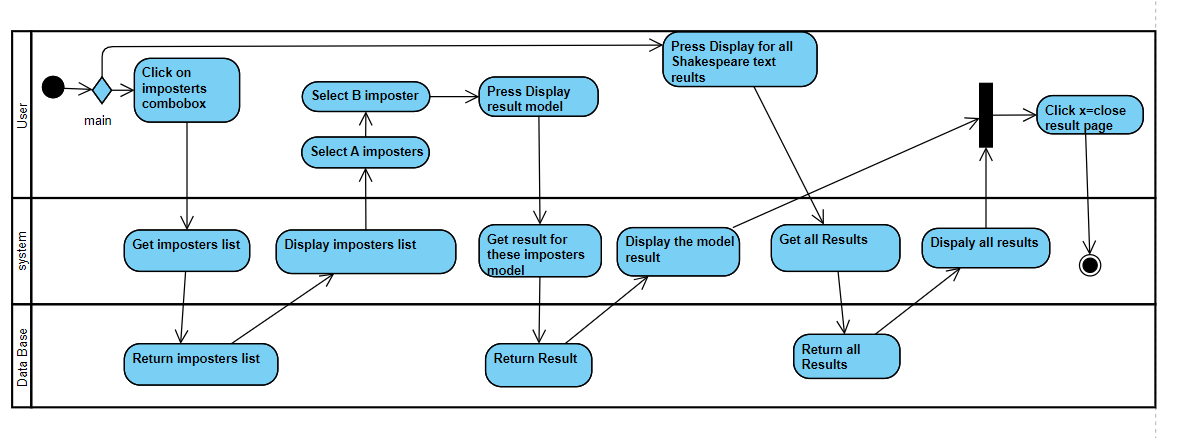 User
main
Click on
imposterts
combobox
Select B imposter
Select A imposters
Press Display
result model
Press Display for all
Shakespeare text
reults
Click x=close
result page
system
Get imposters list
Display imposters list
Get result for
these imposters
model
Display the model
result
Get all Results
Dispaly all results
Data Base
Return imposters list
Return Result
Return all
Results